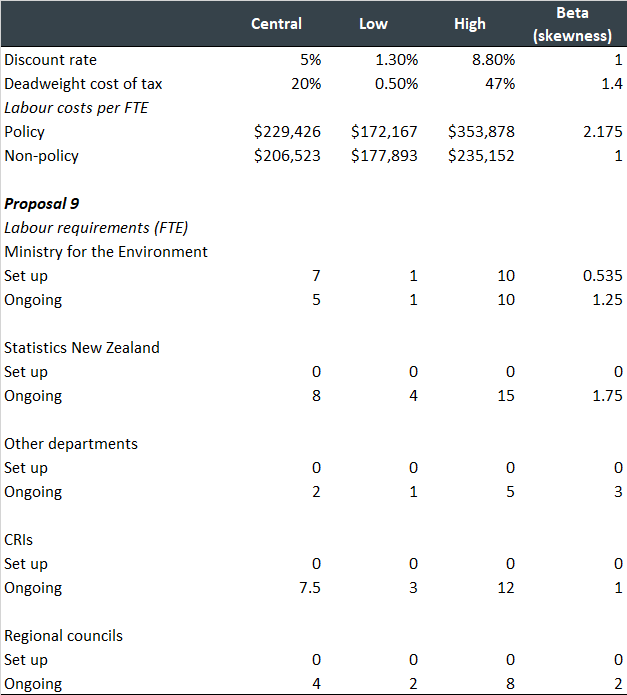 Central Low High Beta (skewness)
Discount rate 5% 1.30% 8.80% 1
Deadweight cost of tax 20% 0.50% 47% 1.4
Labour costs per FTE
Policy $229,426 $172,167 $353,878 2.175
Non-policy $206,523 $177,893 $235,152 1
Proposal 9
Labour requirements (FTE)
Ministry for the Environment
Set up 7 1 10 0.535
Ongoing 5 1 10 1.25
Statistics New Zealand
Set up 0 0 0 0
Ongoing 8 4 15 1.75
Other departments
Set up 0 0 0 0
Ongoing 2 1 5 3
CRIs
Set up 0 0 0 0
Ongoing 7.5 3 12 1
Regional councils
Set up 0 0 0 0
Ongoing 4 2 8 2